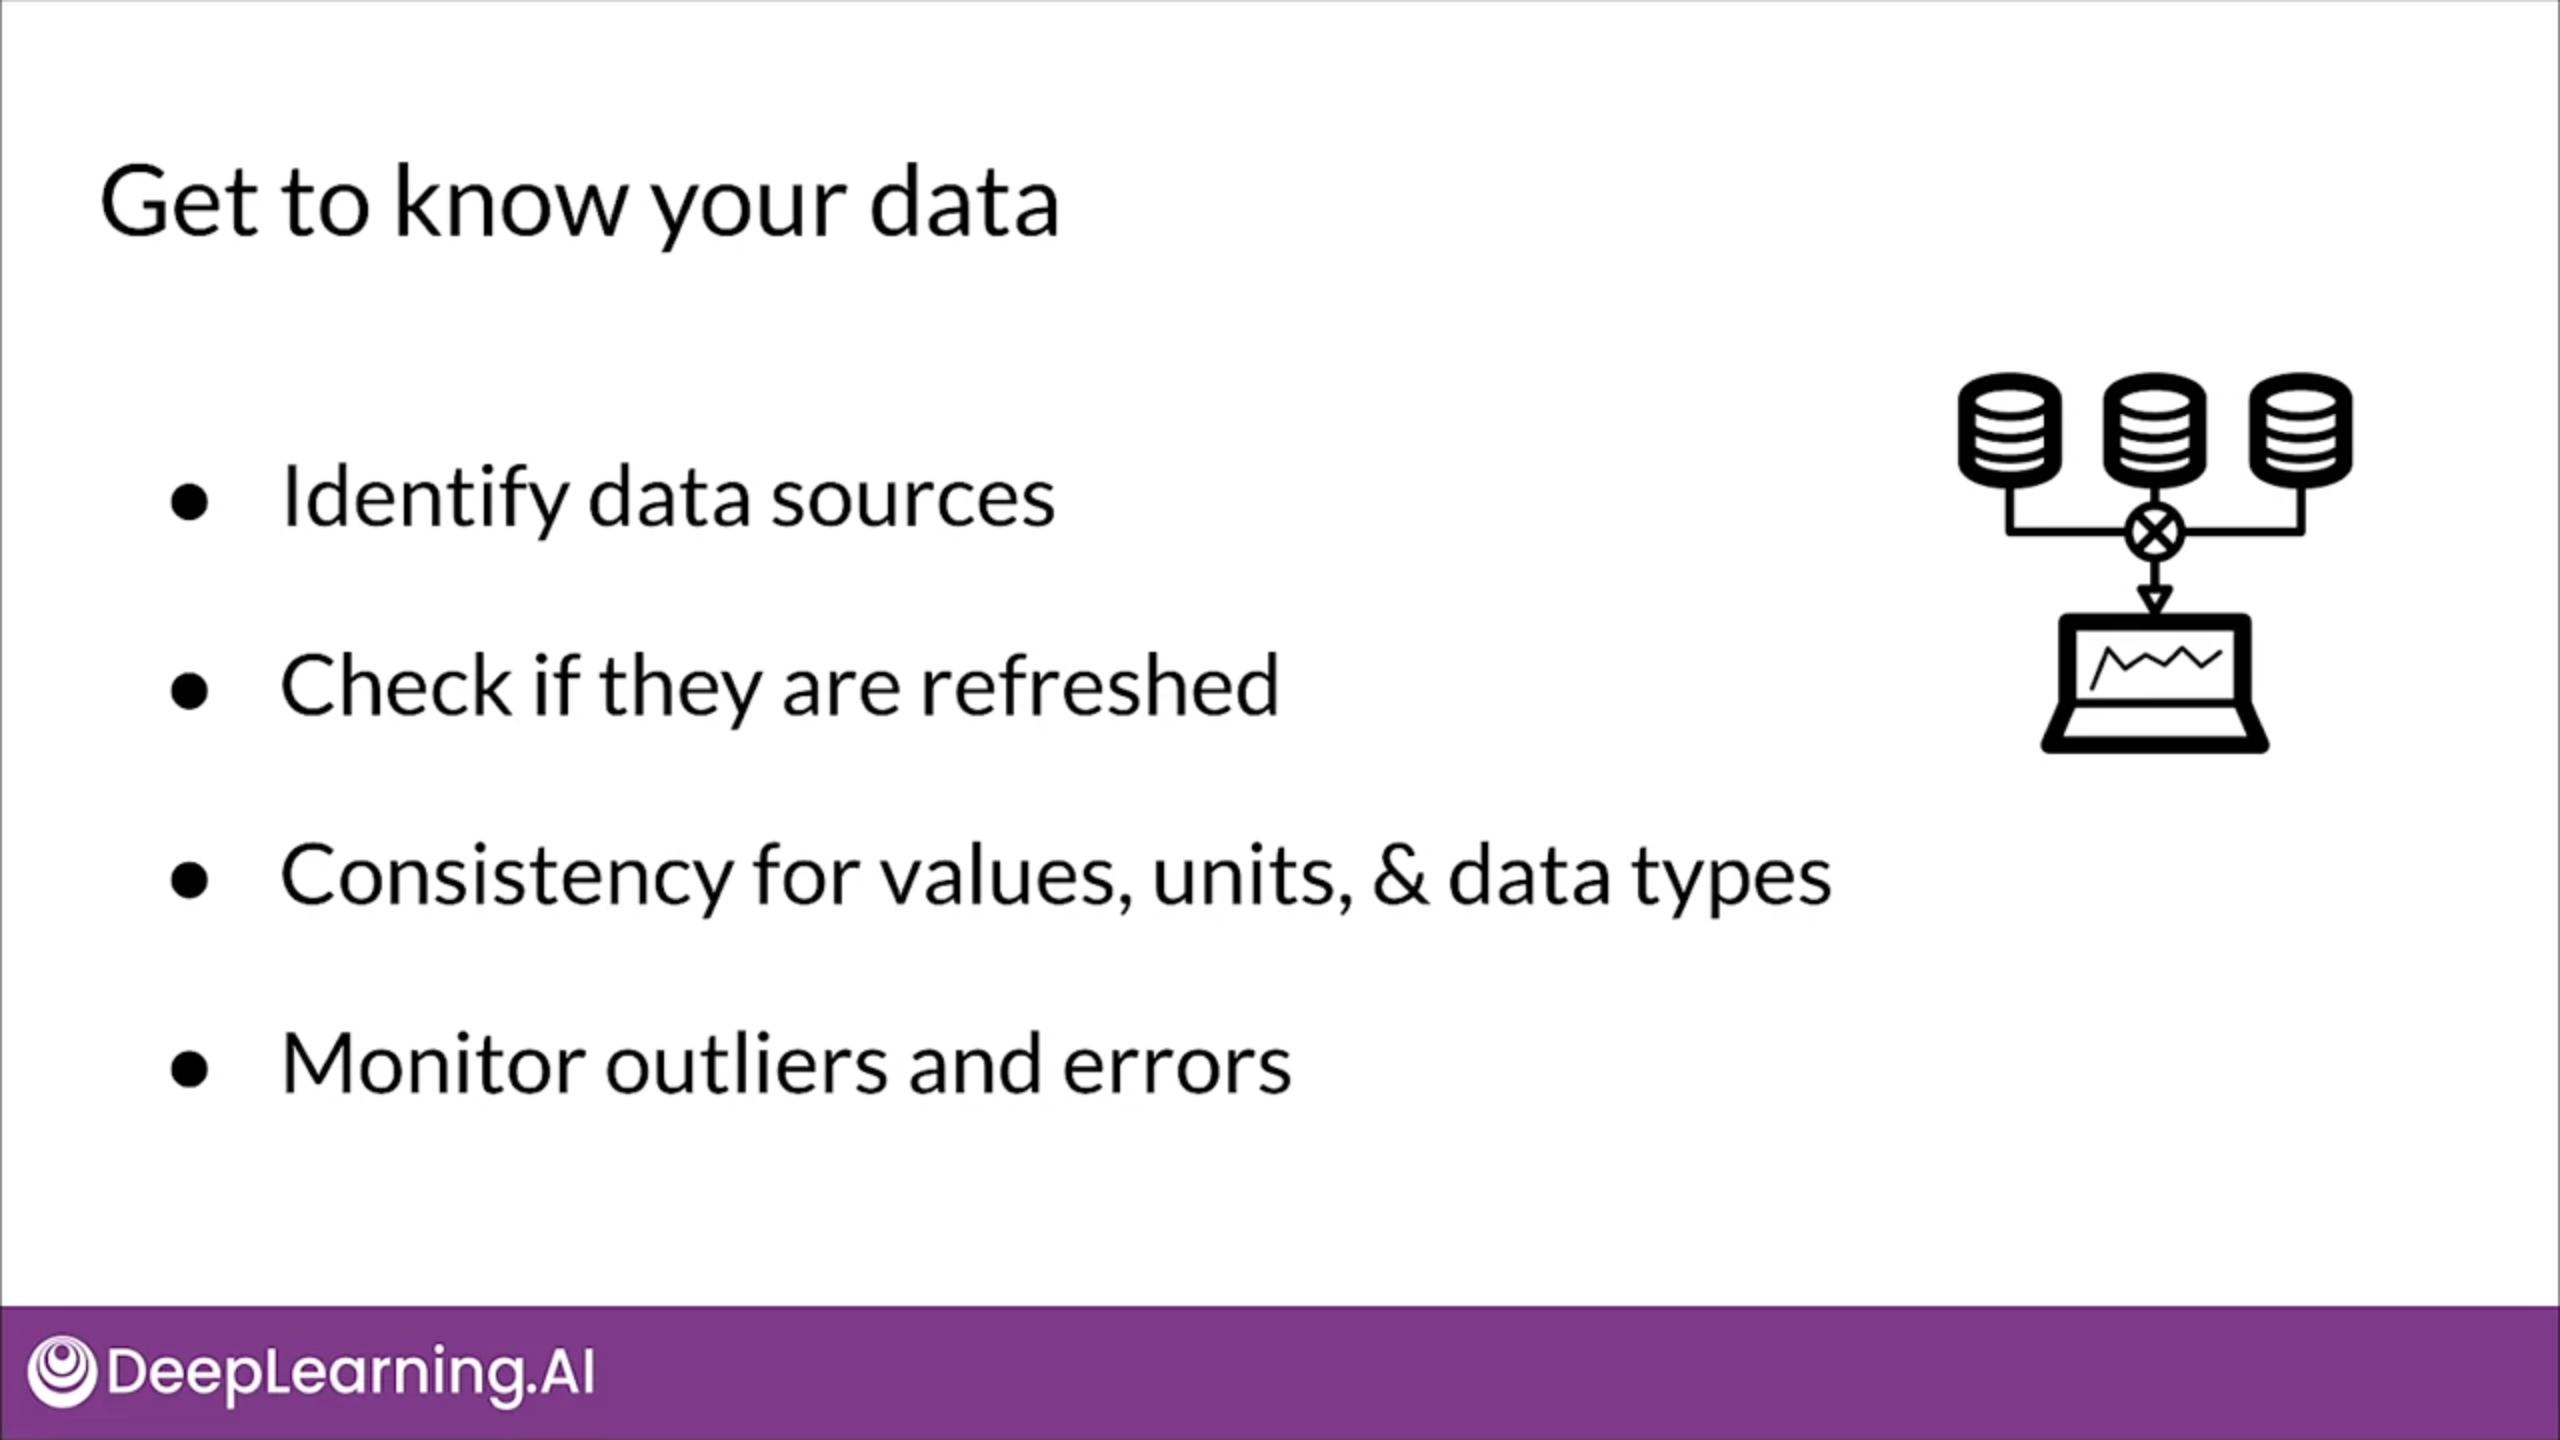 Get to know your data
● Identify data sources
● Check if they are refreshed
● Consistency for values, units, & data types
● Monitor outliers and errors
DeepLearning.AI